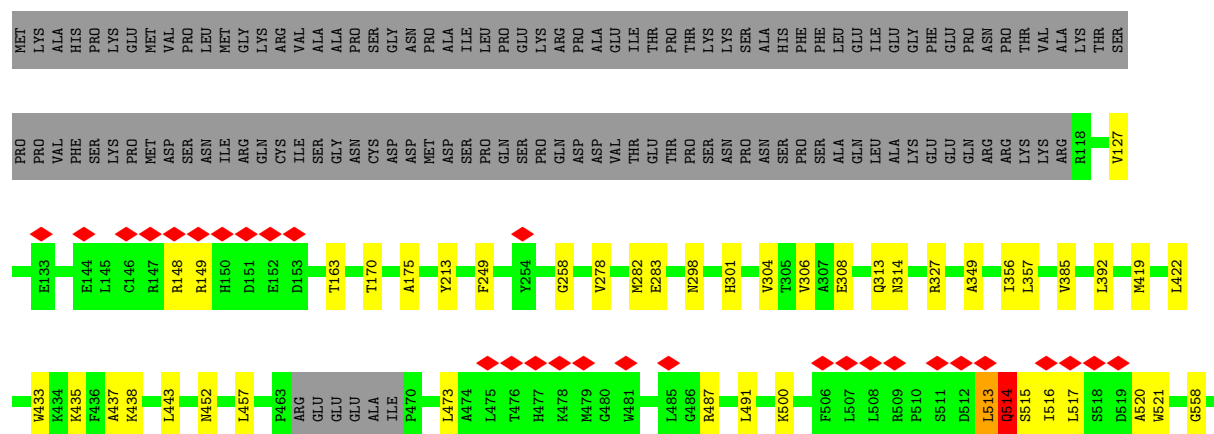 MET LYS ALA HIS PRO LYS GLU MET VAL PRO LEU MET GLY LYS ARG VAL ALA ALA PRO SER GLY ASN PRO ALA ILE LEU PRO GLU LYS ARG PRO ALA GLU ILE THR PRO THR LYS LYS SER ALA HIS PHE PHE LEU GLU ILE GLU GLY PHE GLU PRO ASN PRO THR VAL ALA LYS THR SER
PRO PRO VAL PHE SER LYS PRO MET ASP SER ASN ILE ARG GLN CYS ILE SER GLY ASN CYS ASP ASP MET ASP SER PRO GLN SER PRO GLN ASP ASP VAL THR GLU THR PRO SER ASN PRO ASN SER PRO SER ALA GLN LEU ALA LYS GLU GLU GLN ARG ARG LYS LYS ARG R118 V127
E133 E144 L145 C146 R147 R148 R149 H150 D151 E152 D153 T163 T170 A175 Y213 F249 Y254 G258 V278 M282 E283 N298 H301 V304 T305 V306 A307 E308 Q313 N314 R327 A349 I356 L357 V385 L392 M419 L422
W433 K434 K435 F436 A437 K438 L443 N452 L457 P463 ARG GLU GLU GLU ALA ILE P470 L473 A474 L475 T476 H477 K478 M479 G480 W481 L485 G486 R487 L491 K500 F506 L507 L508 R509 P510 S511 D512 L513 Q514 S515 I516 L517 S518 D519 A520 W521 G558